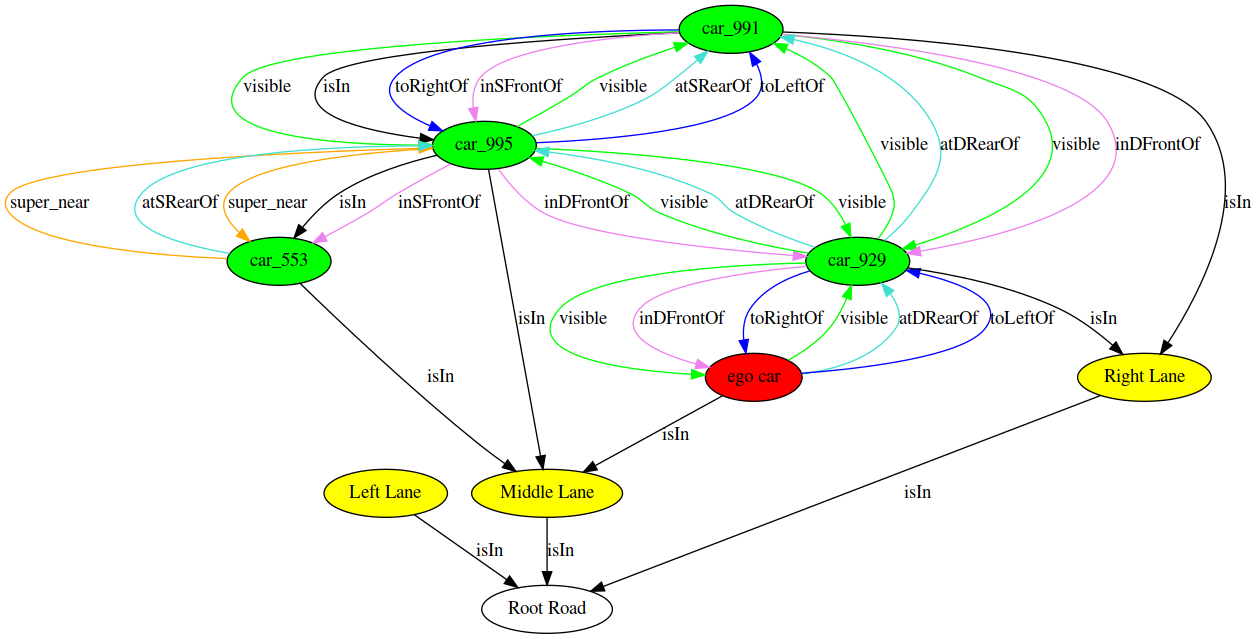 car_991
visible
isIn
toRightOf
inSFrontOf
visible
atSRearOf
toLeftOf
visible
atDRearOf
visible
inDFrontOf
car_995
super_near
atSRearOf
super_near
isIn
inSFrontOf
inDFrontOf
visible
atDRearOf
visible
isIn
car_553
car_929
isIn
visible
inDFrontOf
toRightOf
visible
atDRearOf
toLeftOf
isIn
isIn
ego car
Right Lane
isIn
Left Lane
Middle Lane
isIn
isIn
isIn
Root Road